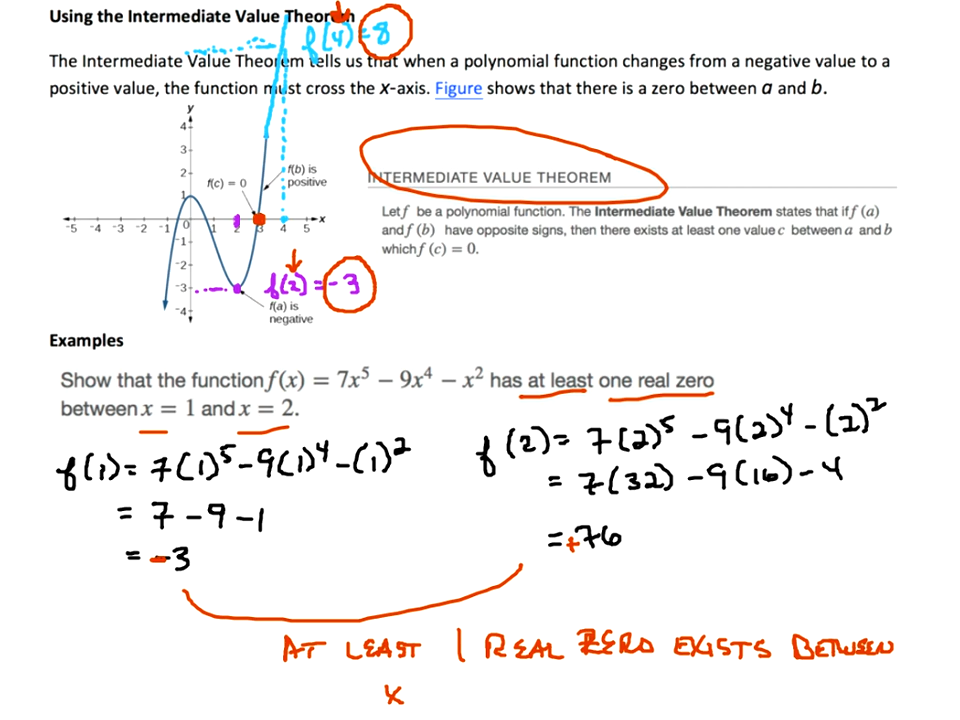 Using the Intermediate Value Theorem
f(4) = 8
The Intermediate Value Theorem tells us that when a polynomial function changes from a negative value to a
positive value, the function must cross the x-axis. Figure shows that there is a zero between a and b.
y
4
3
2
1
f(c) = 0
f(b) is
positive
-5 -4 -3 -2 -1 0 1 2 3 4 5 x
-1
-2
-3
-4
f(2) = -3
f(a) is
negative
INTERMEDIATE VALUE THEOREM
Let f be a polynomial function. The Intermediate Value Theorem states that if f (a)
and f (b) have opposite signs, then there exists at least one value c between a and b
which f (c) = 0.
Examples
Show that the function f(x) = 7x⁵ − 9x⁴ − x² has at least one real zero
between x = 1 and x = 2.
f(1) = 7(1)⁵ - 9(1)⁴ - (1)²
= 7 - 9 - 1
= -3
f(2) = 7(2)⁵ - 9(2)⁴ - (2)²
= 7(32) - 9(16) - 4
= +76
AT LEAST 1 REAL ZERO EXISTS BETWEEN
x